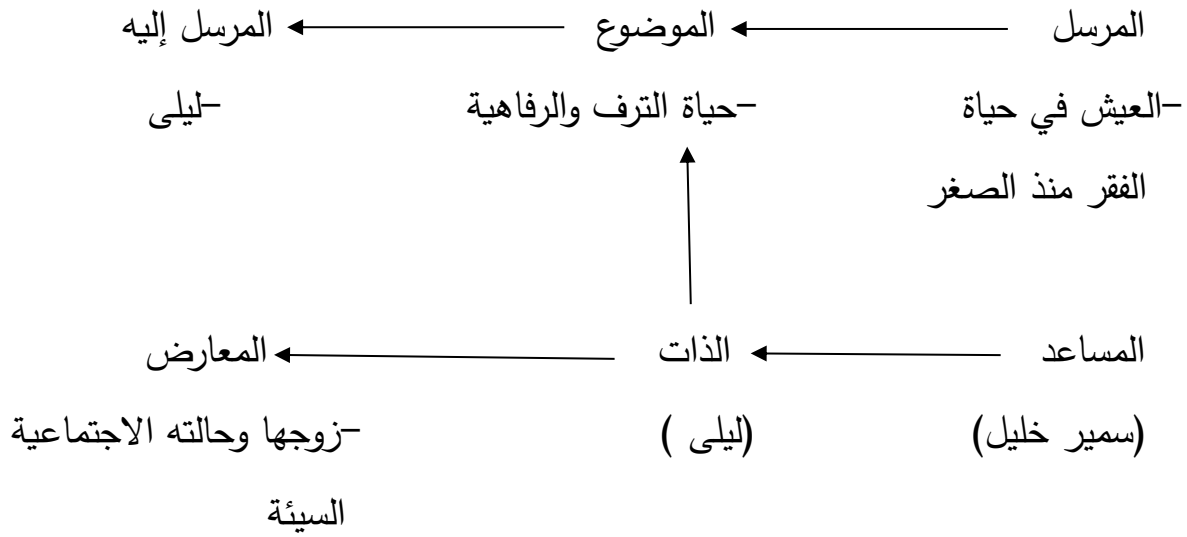 المرسل الموضوع المرسل إليه
-العيش في حياة -حياة الترف والرفاهية -ليلى
الفقر منذ الصغر
المساعد الذات المعارض
(سمير خليل) (ليلى ) -زوجها وحالته الاجتماعية
السيئة